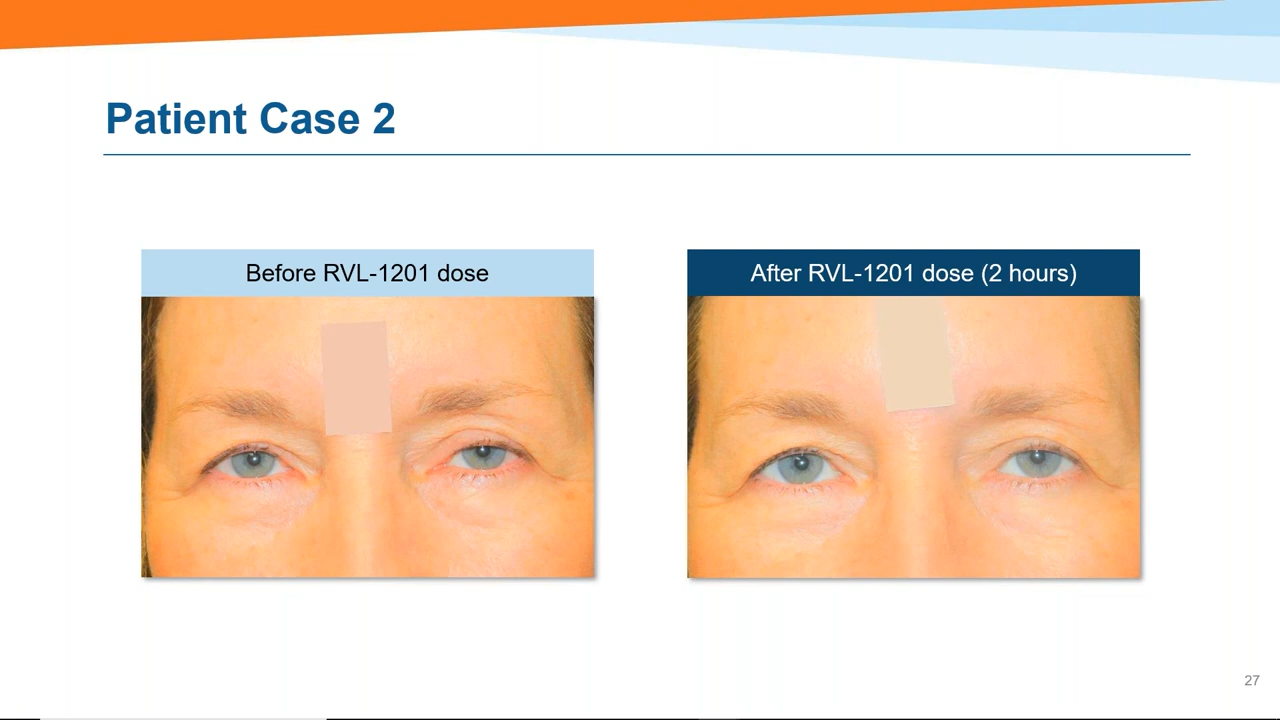 Patient Case 2
Before RVL-1201 dose
After RVL-1201 dose (2 hours)
27